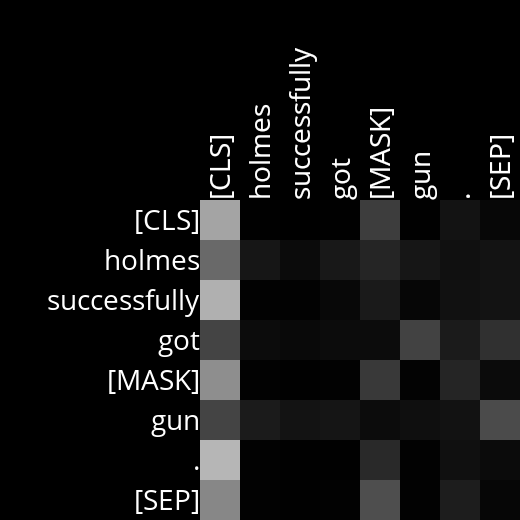 [CLS]
holmes
successfully
got
[MASK]
gun
.
[SEP]
[CLS]
holmes
successfully
got
[MASK]
gun
.
[SEP]